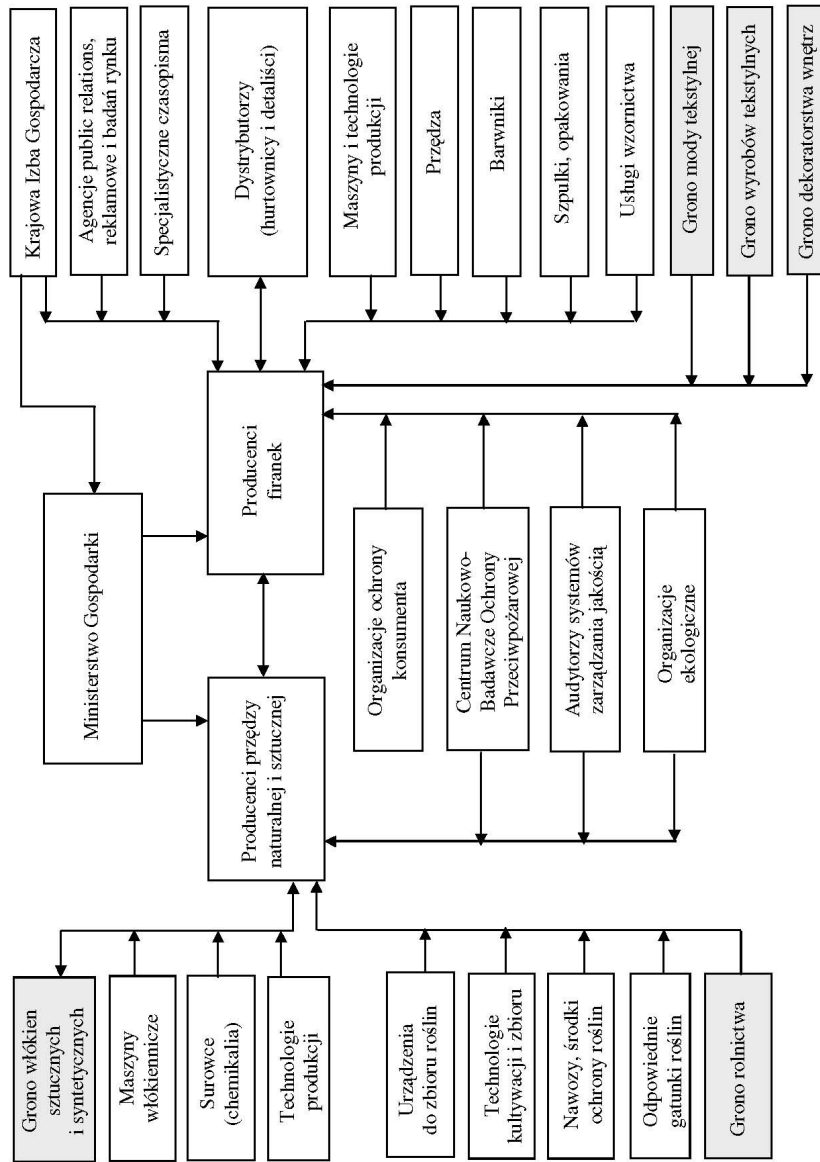 Grono włókien
sztucznych
i syntetycznych
Maszyny
włókiennicze
Surowce
(chemikalia)
Technologie
produkcji
Urządzenia
do zbioru roślin
Technologie
kultywacji i zbioru
Nawozy, środki
ochrony roślin
Odpowiednie
gatunki roślin
Grono rolnictwa
Ministerstwo Gospodarki
Producenci przędzy
naturalnej i sztucznej
Producenci
firanek
Organizacje ochrony
konsumenta
Centrum Naukowo-
Badawcze Ochrony
Przeciwpożarowej
Audytorzy systemów
zarządzania jakością
Organizacje
ekologiczne
Krajowa Izba Gospodarcza
Agencje public relations,
reklamowe i badań rynku
Specjalistyczne czasopisma
Dystrybutorzy
(hurtownicy i detaliści)
Maszyny i technologie
produkcji
Przędza
Barwniki
Szpulki, opakowania
Usługi wzornictwa
Grono mody tekstylnej
Grono wyrobów tekstylnych
Grono dekoratorstwa wnętrz